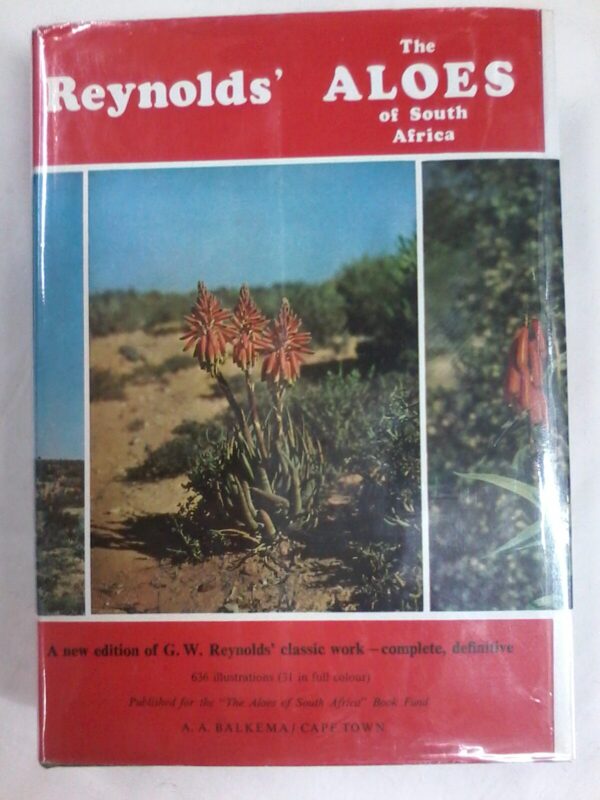 Reynolds' The ALOES
of South
Africa
A new edition of G. W. Reynolds' classic work – complete, definitive
636 illustrations (31 in full colour)
Published for the "The Aloes of South Africa" Book Fund
A. A. BALKEMA / CAPE TOWN